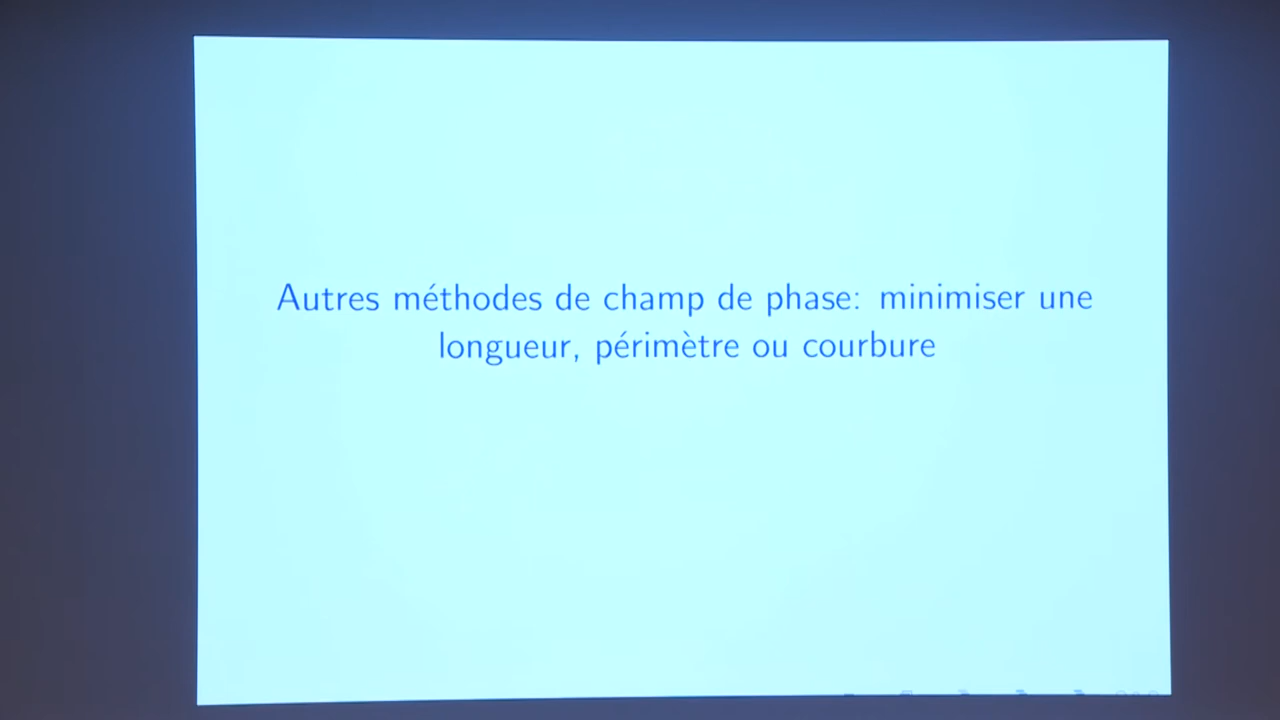 Autres méthodes de champ de phase: minimiser une
longueur, périmètre ou courbure